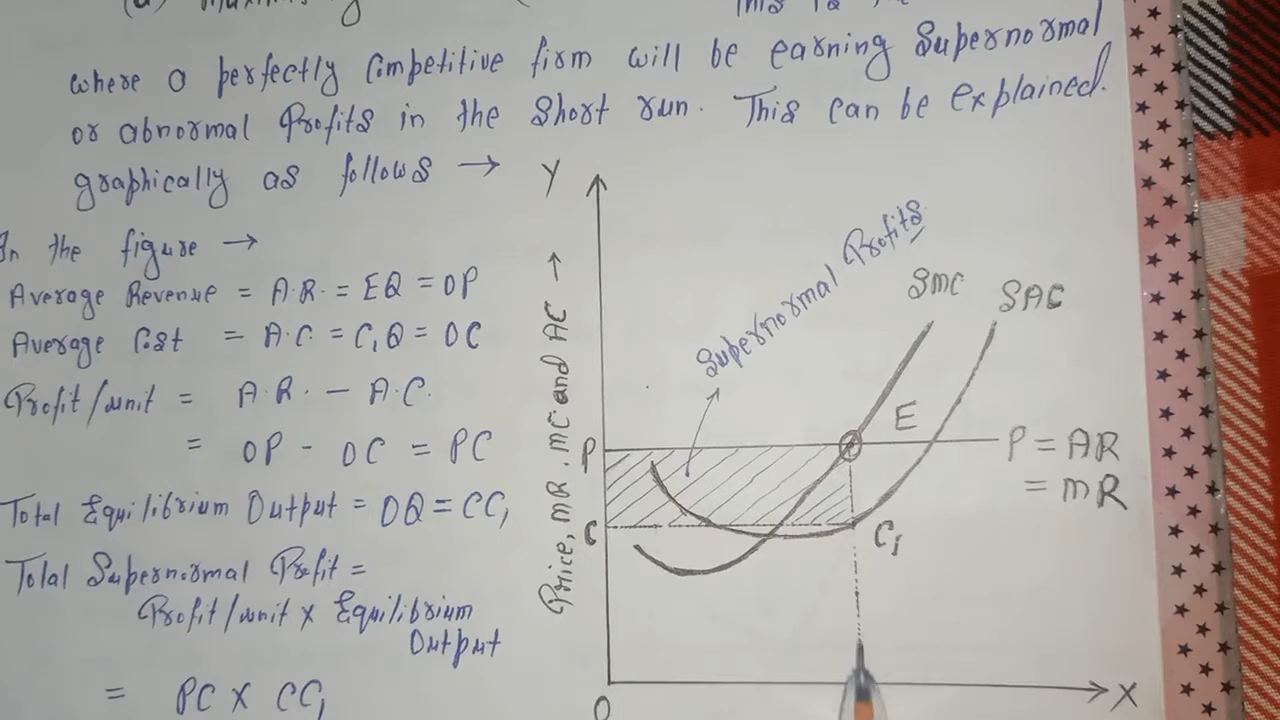 This is
where a perfectly Competitive firm will be earning Supernormal
or abnormal Profits in the Short run. This can be explained.
graphically as follows →
In the figure →
Average Revenue = A.R. = EQ = OP
Average Cost = A.C. = C₁Q = OC
Profit/unit = A.R. - A.C.
= OP - OC = PC
Total Equilibrium Output = OQ = CC₁
Total Supernormal Profit =
Profit/unit x Equilibrium
Output
= PC x CC₁
Y
Price, MR, MC and AC →
Supernormal Profits
SMC
SAC
E
P
P = AR
= MR
C
C₁
O
X